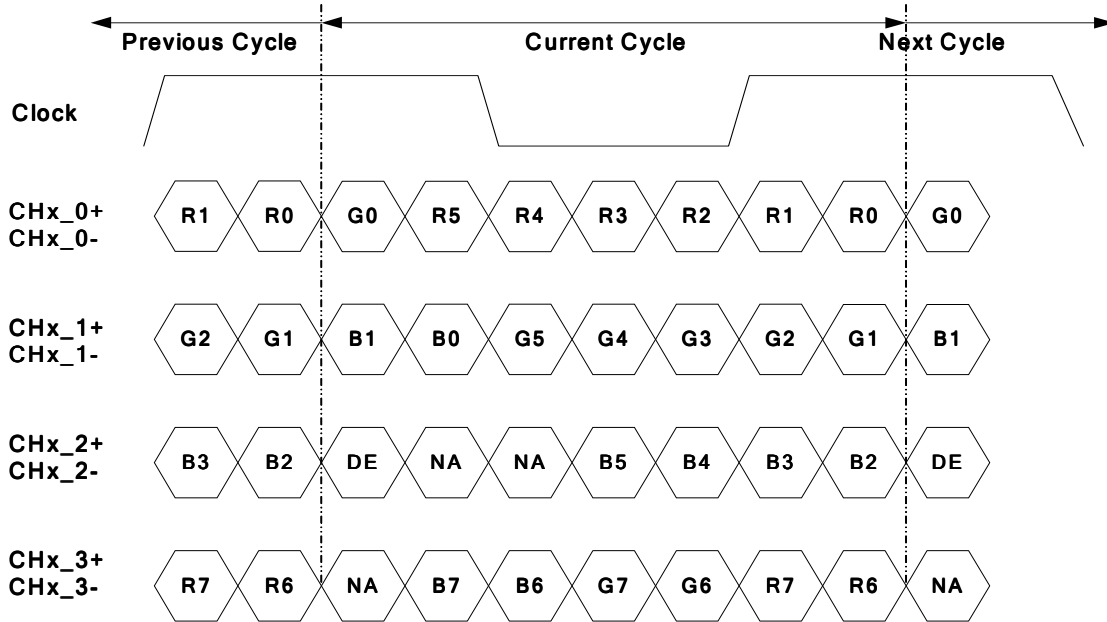 Previous Cycle Current Cycle Next Cycle
Clock
CHx_0+
CHx_0-
R1 R0 G0 R5 R4 R3 R2 R1 R0 G0
CHx_1+
CHx_1-
G2 G1 B1 B0 G5 G4 G3 G2 G1 B1
CHx_2+
CHx_2-
B3 B2 DE NA NA B5 B4 B3 B2 DE
CHx_3+
CHx_3-
R7 R6 NA B7 B6 G7 G6 R7 R6 NA